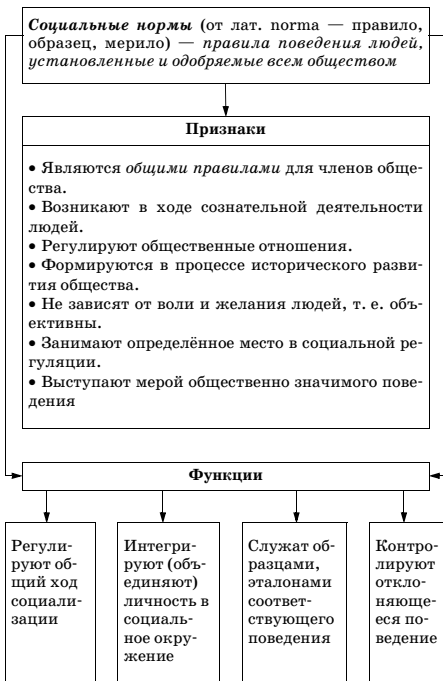 Социальные нормы (от лат. norma — правило,
образец, мерило) — правила поведения людей,
установленные и одобряемые всем обществом
Признаки
• Являются общими правилами для членов обще-
ства.
• Возникают в ходе сознательной деятельности
людей.
• Регулируют общественные отношения.
• Формируются в процессе исторического разви-
тия общества.
• Не зависят от воли и желания людей, т. е. объ-
ективны.
• Занимают определённое место в социальной ре-
гуляции.
• Выступают мерой общественно значимого пове-
дения
Функции
Регули-
руют об-
щий ход
социали-
зации
Интегри-
руют (объ-
единяют)
личность в
социаль-
ное окру-
жение
Служат об-
разцами,
эталонами
соответ-
ствующего
поведения
Контро-
лируют
откло-
няюще-
еся по-
ведение